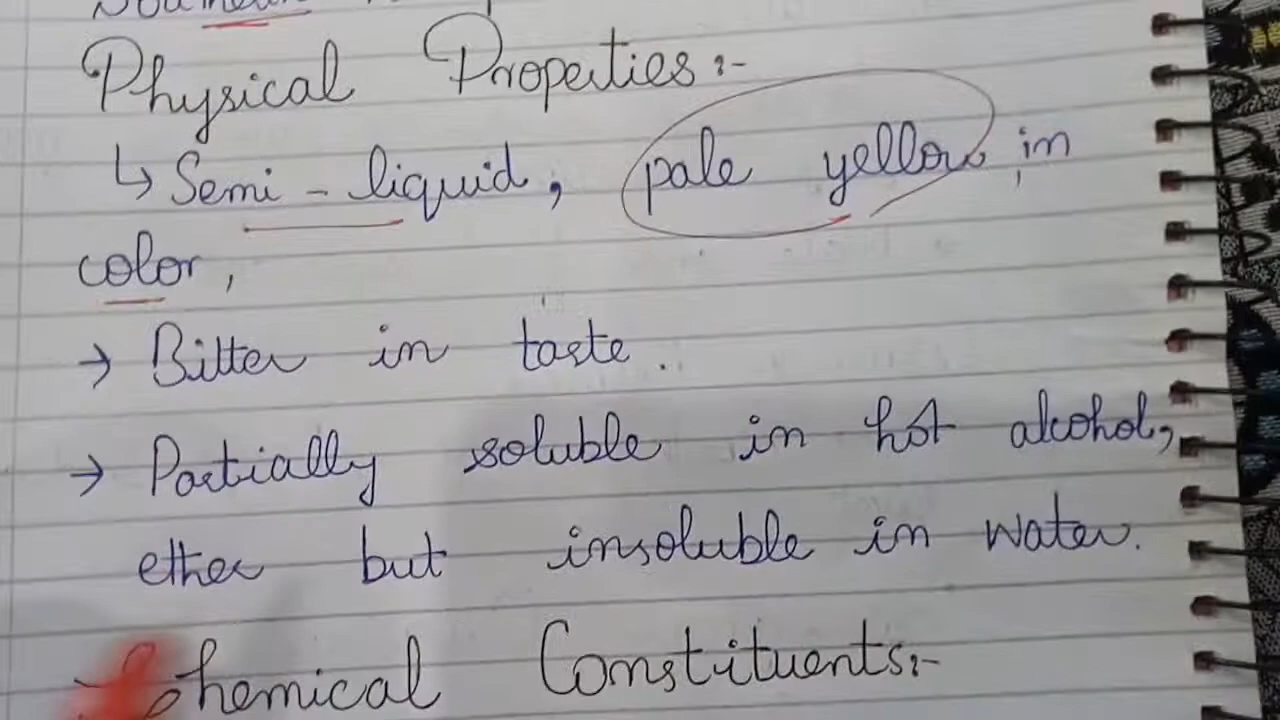 Physical Properties :-
↳ Semi - liquid, pale yellow in
color,
→ Bitter in taste.
→ Partially soluble in hot alcohol,
ether but insoluble in water.
Chemical Constituents:-